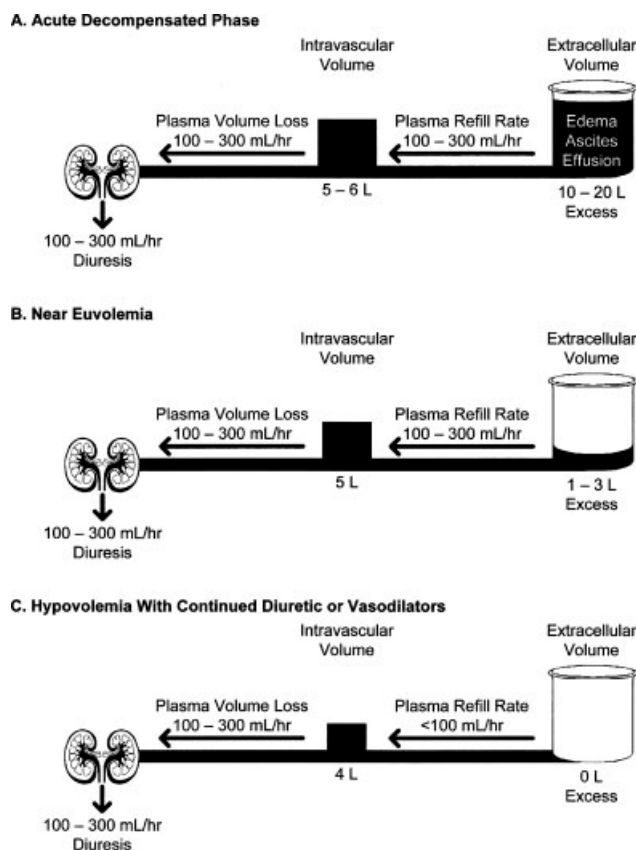 A. Acute Decompensated Phase
Intravascular
Volume
Extracellular
Volume
Plasma Volume Loss
100 – 300 mL/hr
Plasma Refill Rate
100 – 300 mL/hr
Edema
Ascites
Effusion
5 – 6 L
10 – 20 L
Excess
100 – 300 mL/hr
Diuresis
B. Near Euvolemia
Intravascular
Volume
Extracellular
Volume
Plasma Volume Loss
100 – 300 mL/hr
Plasma Refill Rate
100 – 300 mL/hr
5 L
1 – 3 L
Excess
100 – 300 mL/hr
Diuresis
C. Hypovolemia With Continued Diuretic or Vasodilators
Intravascular
Volume
Extracellular
Volume
Plasma Volume Loss
100 – 300 mL/hr
Plasma Refill Rate
<100 mL/hr
4 L
0 L
Excess
100 – 300 mL/hr
Diuresis